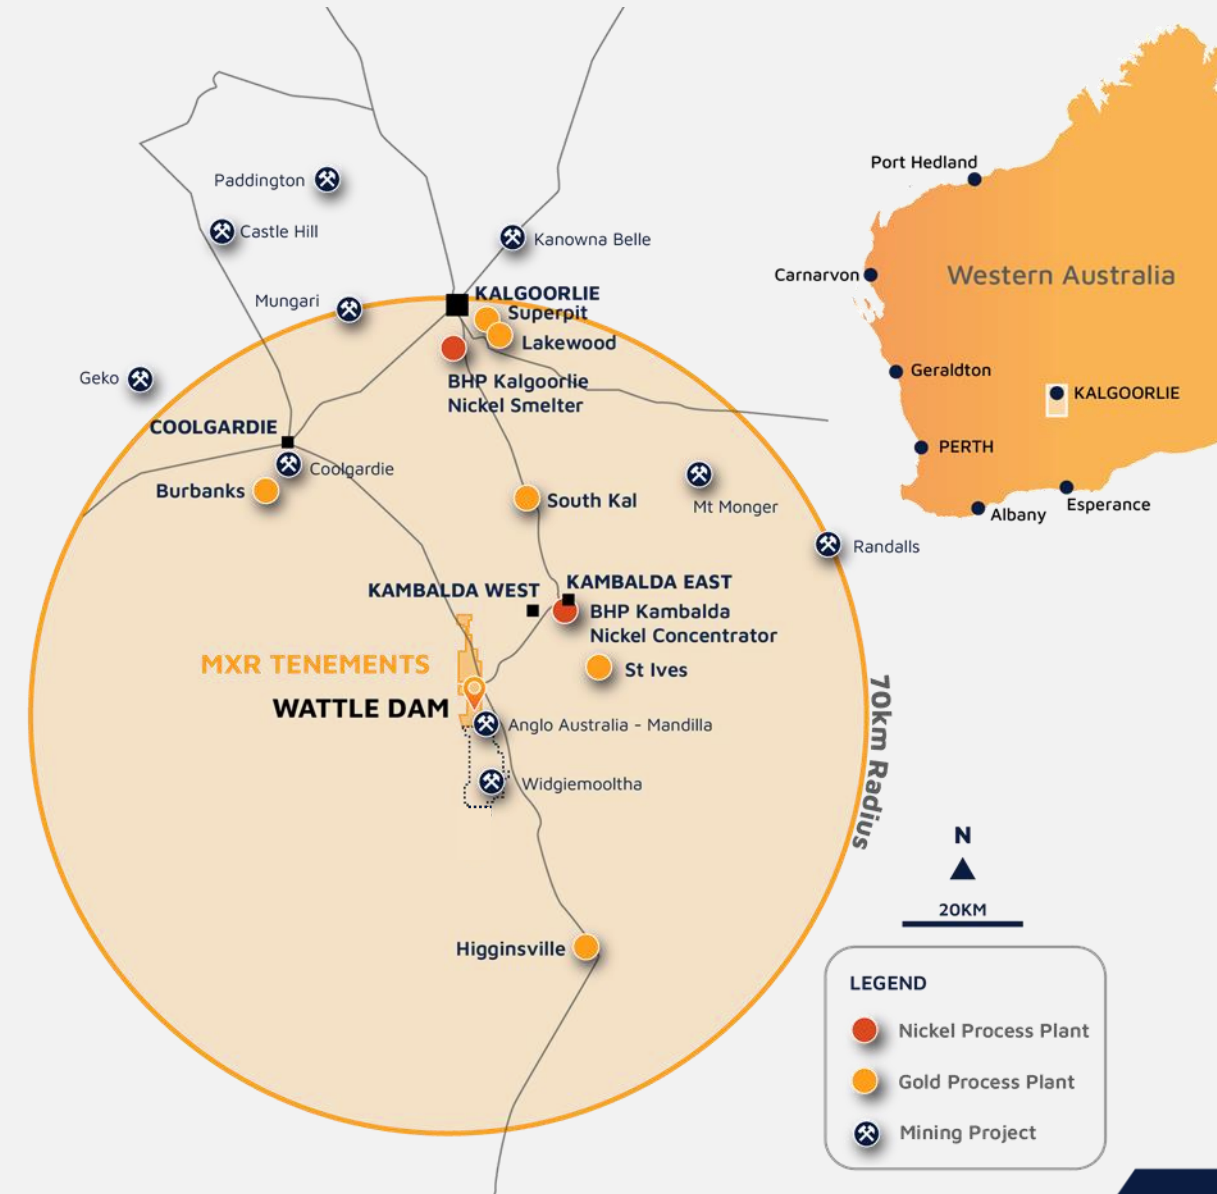 Port Hedland
Paddington
Castle Hill
Kanowna Belle
Carnarvon
Western Australia
Mungari
KALGOORLIE
Superpit
Lakewood
Geko
BHP Kalgoorlie
Nickel Smelter
Geraldton
KALGOORLIE
COOLGARDIE
Coolgardie
PERTH
Burbanks
South Kal
Mt Monger
Esperance
Albany
Randalls
KAMBALDA WEST
KAMBALDA EAST
BHP Kambalda
Nickel Concentrator
MXR TENEMENTS
St Ives
WATTLE DAM
Anglo Australia - Mandilla
70km Radius
Widgiemooltha
N
20KM
Higginsville
LEGEND
Nickel Process Plant
Gold Process Plant
Mining Project